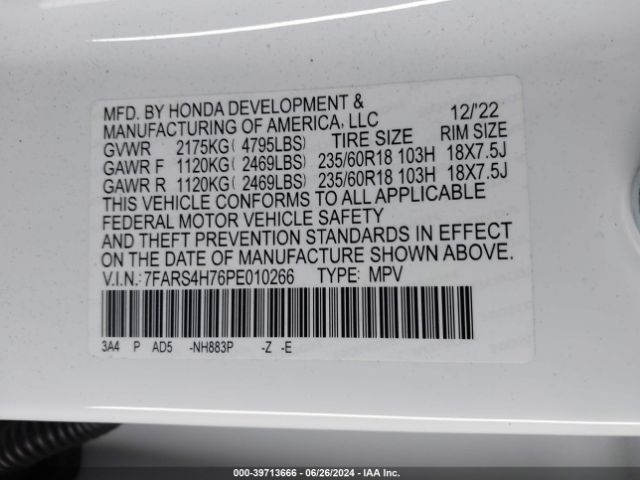 MFD. BY HONDA DEVELOPMENT & 12/'22
MANUFACTURING OF AMERICA, LLC
GVWR 2175KG( 4795LBS) TIRE SIZE RIM SIZE
GAWR F 1120KG( 2469LBS) 235/60R18 103H 18X7.5J
GAWR R 1120KG( 2469LBS) 235/60R18 103H 18X7.5J
THIS VEHICLE CONFORMS TO ALL APPLICABLE
FEDERAL MOTOR VEHICLE SAFETY
AND THEFT PREVENTION STANDARDS IN EFFECT
ON THE DATE OF MANUFACTURE SHOWN ABOVE.
V.I.N.:7FARS4H76PE010266 TYPE: MPV
3A4 P AD5 -NH883P -Z -E
000-39713666 - 06/26/2024 - IAA Inc.